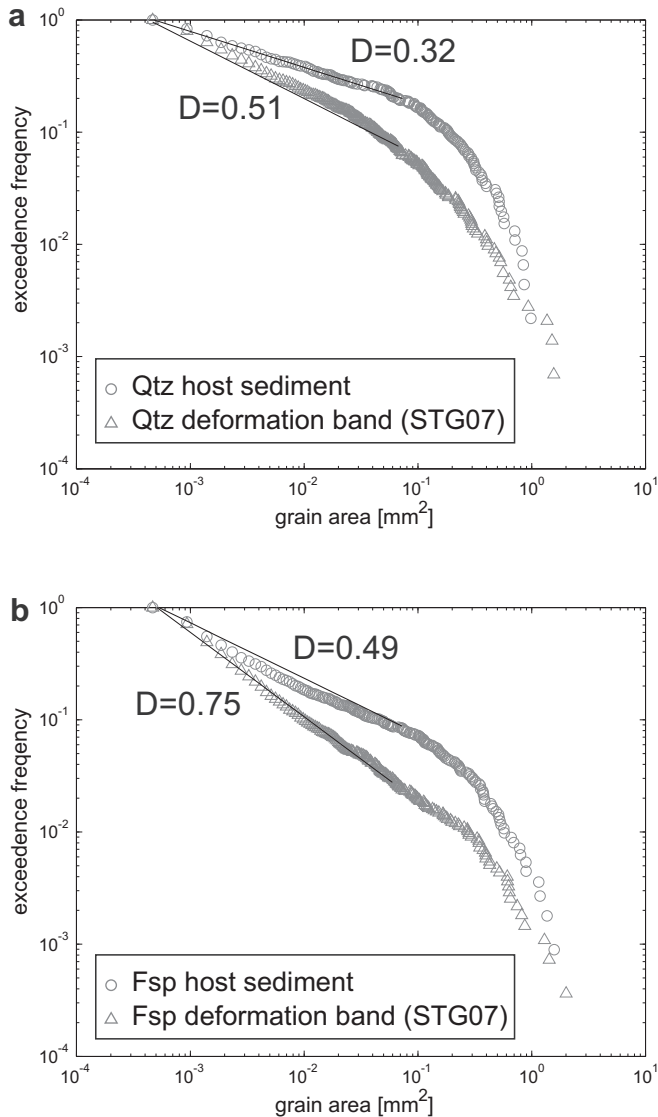 a
10^0
10^-1
10^-2
10^-3
10^-4
exceedence freqency
D=0.32
D=0.51
Qtz host sediment
Qtz deformation band (STG07)
10^-4 10^-3 10^-2 10^-1 10^0 10^1
grain area [mm^2]
b
10^0
10^-1
10^-2
10^-3
10^-4
exceedence freqency
D=0.49
D=0.75
Fsp host sediment
Fsp deformation band (STG07)
10^-4 10^-3 10^-2 10^-1 10^0 10^1
grain area [mm^2]